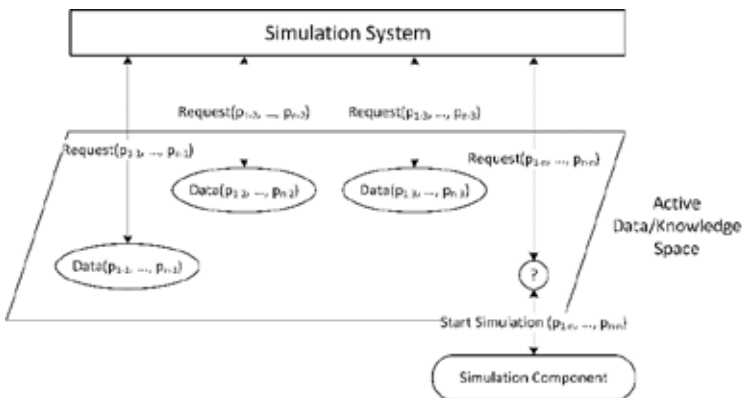 Simulation System
Request(p₁₋₂, ..., pₙ₋₂)
Request(p₁₋₃, ..., pₙ₋₃)
Request(p₁₋₁, ..., pₙ₋₁)
Request(p₁₋ₙ, ..., pₙ₋ₙ)
Data(p₁₋₂, ..., pₙ₋₂)
Data(p₁₋₃, ..., pₙ₋₃)
Active
Data/Knowledge
Space
Data(p₁₋₁, ..., pₙ₋₁)
?
Start Simulation (p₁₋ₙ, ..., pₙ₋ₙ)
Simulation Component